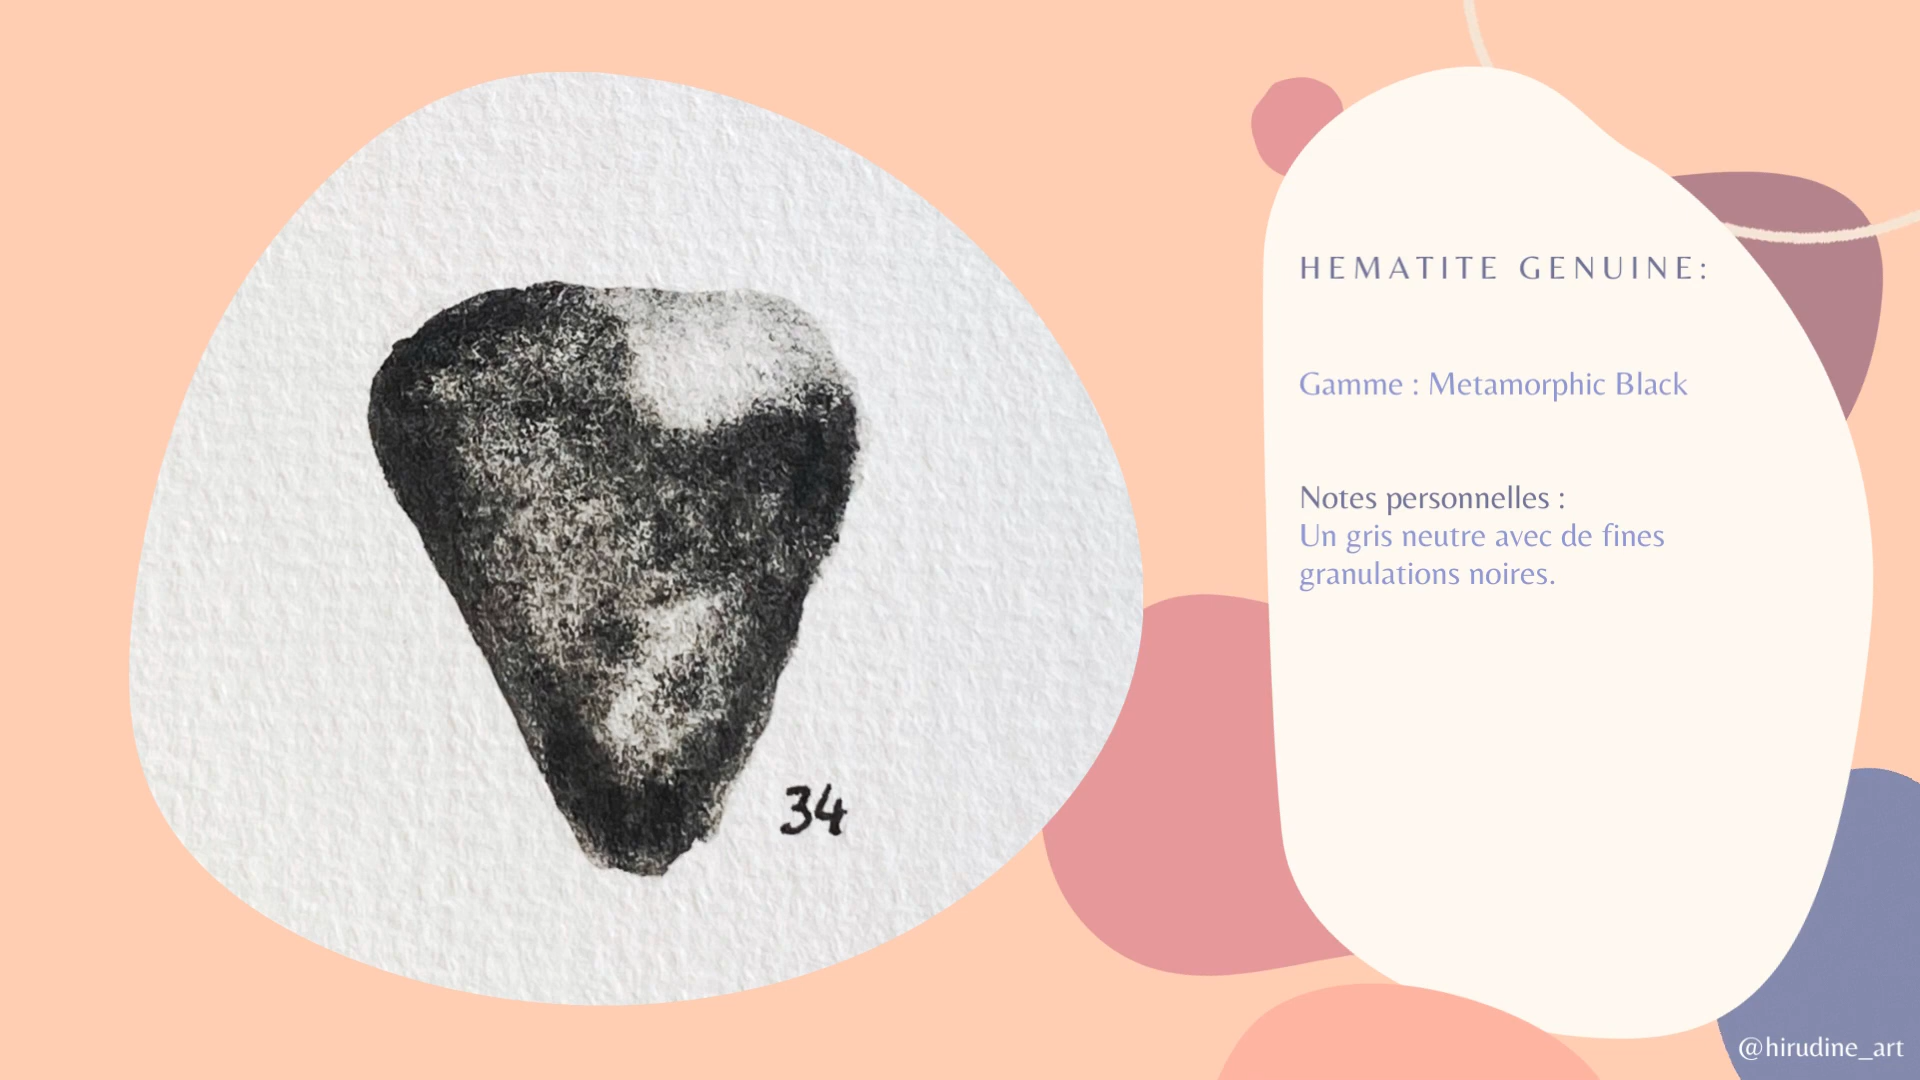 HEMATITE GENUINE:
Gamme : Metamorphic Black
Notes personnelles :
Un gris neutre avec de fines
granulations noires.
34
@hirudine_art